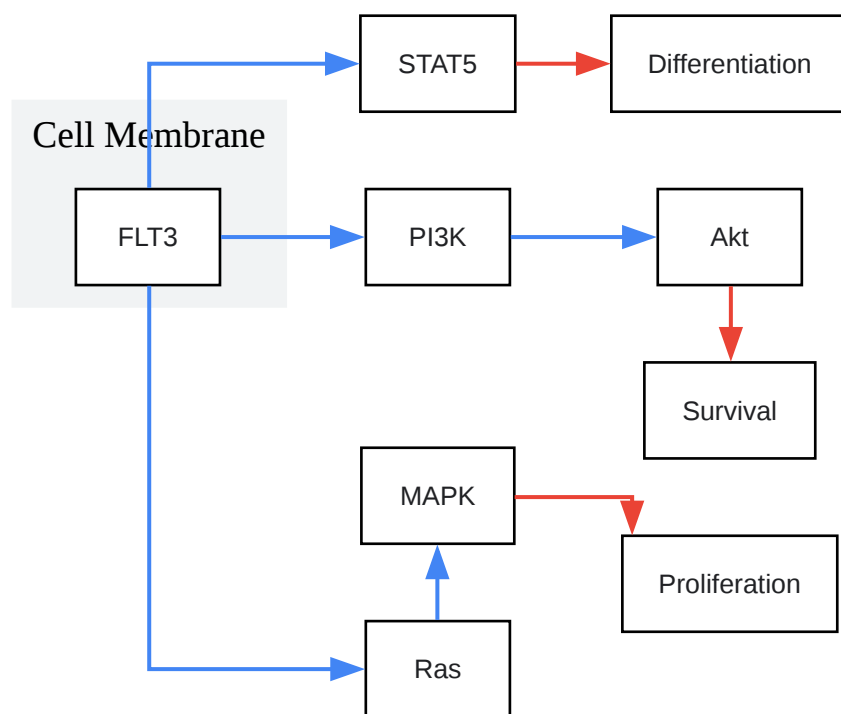 STAT5
Differentiation
Cell Membrane
FLT3
PI3K
Akt
Survival
MAPK
Proliferation
Ras